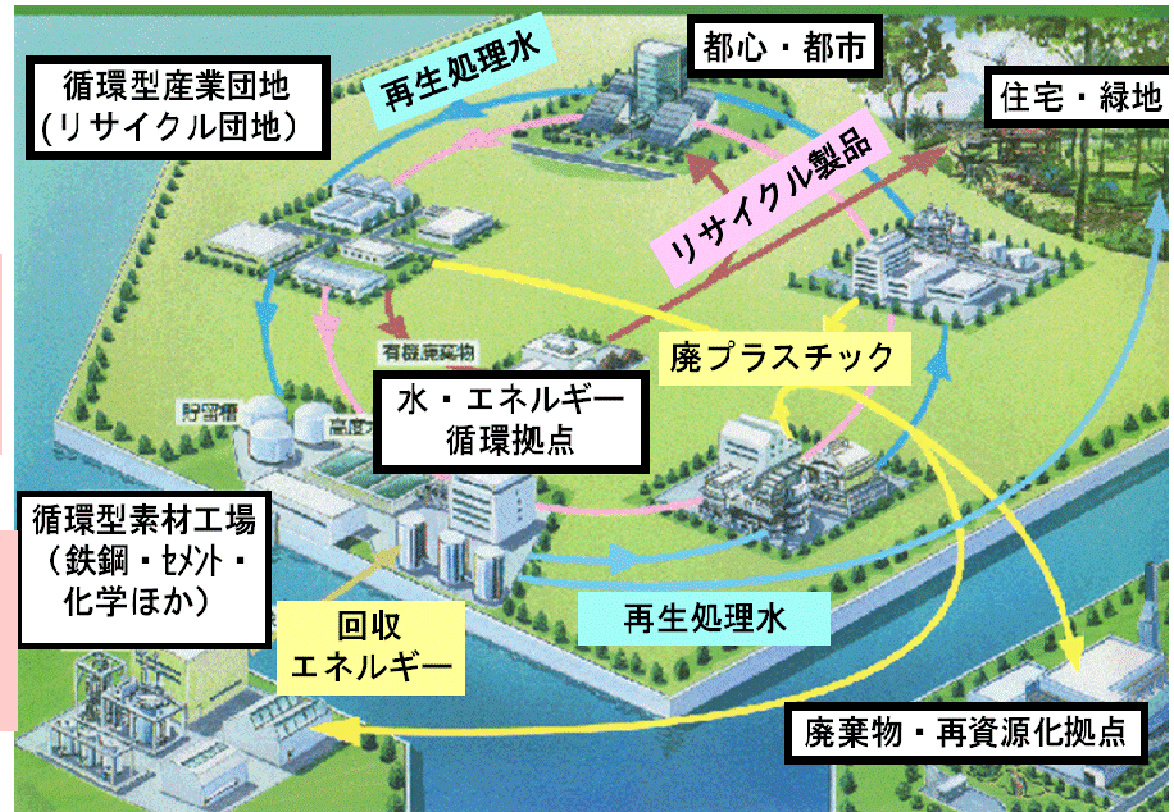 再生処理水
都心・都市
循環型産業団地
(リサイクル団地）
住宅・緑地
リサイクル製品
有機廃棄物
廃プラスチック
水・エネルギー
循環拠点
貯留槽
高度
循環型素材工場
（鉄鋼・ｾﾒﾝﾄ・
化学ほか）
回収
エネルギー
再生処理水
廃棄物・再資源化拠点